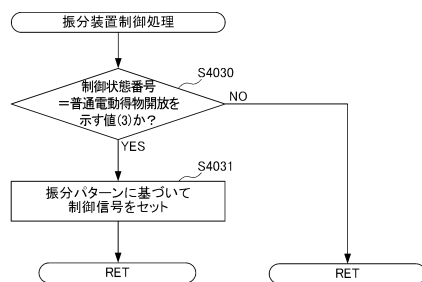 振分装置制御処理
S4030
制御状態番号
＝普通電動得物開放を
示す値(3)か？
NO
YES
S4031
振分パターンに基づいて
制御信号をセット
RET
RET